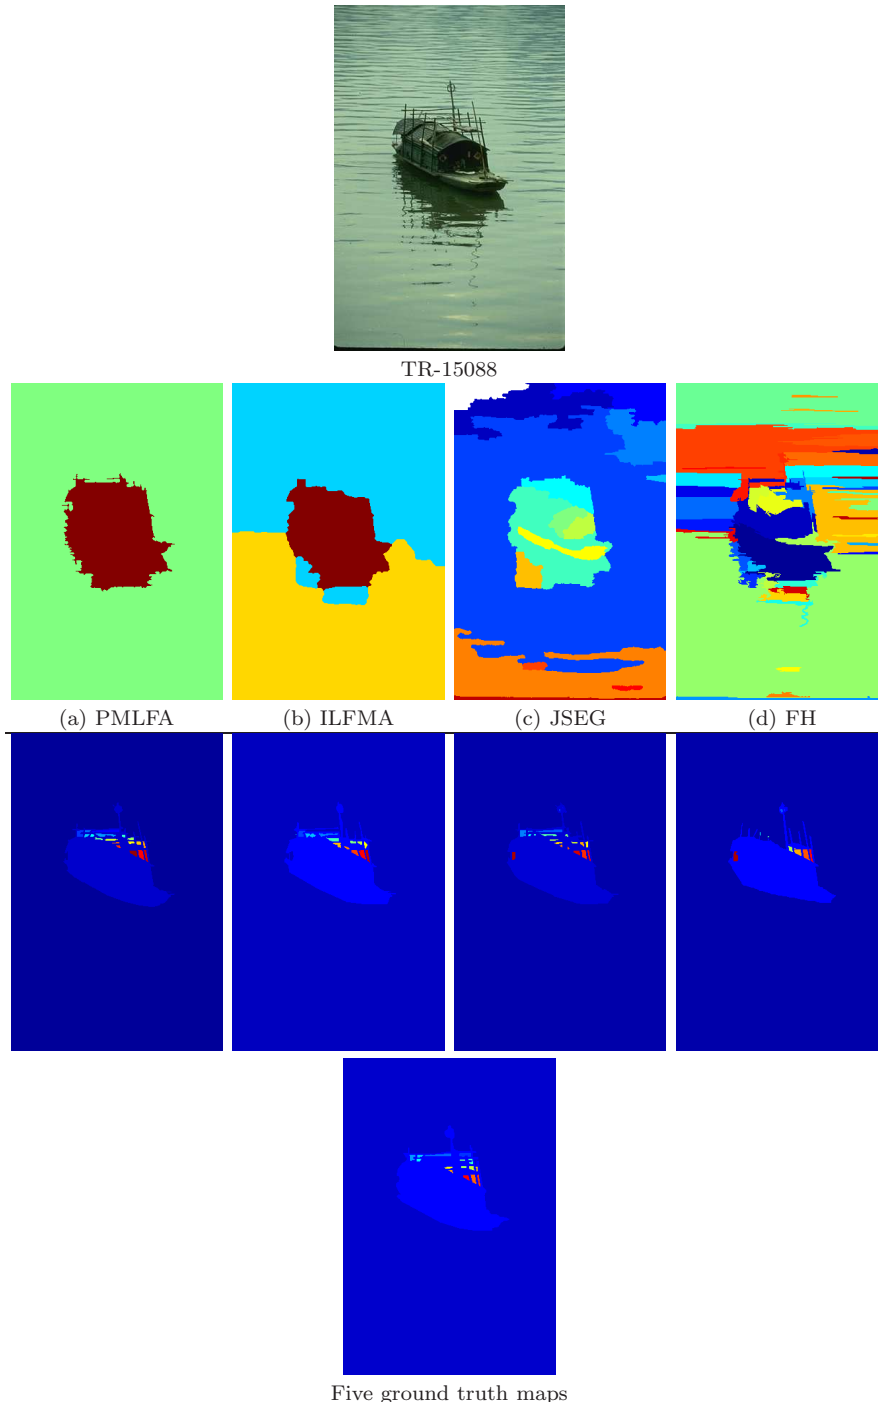 TR-15088
(a) PMLFA
(b) ILFMA
(c) JSEG
(d) FH
Five ground truth maps